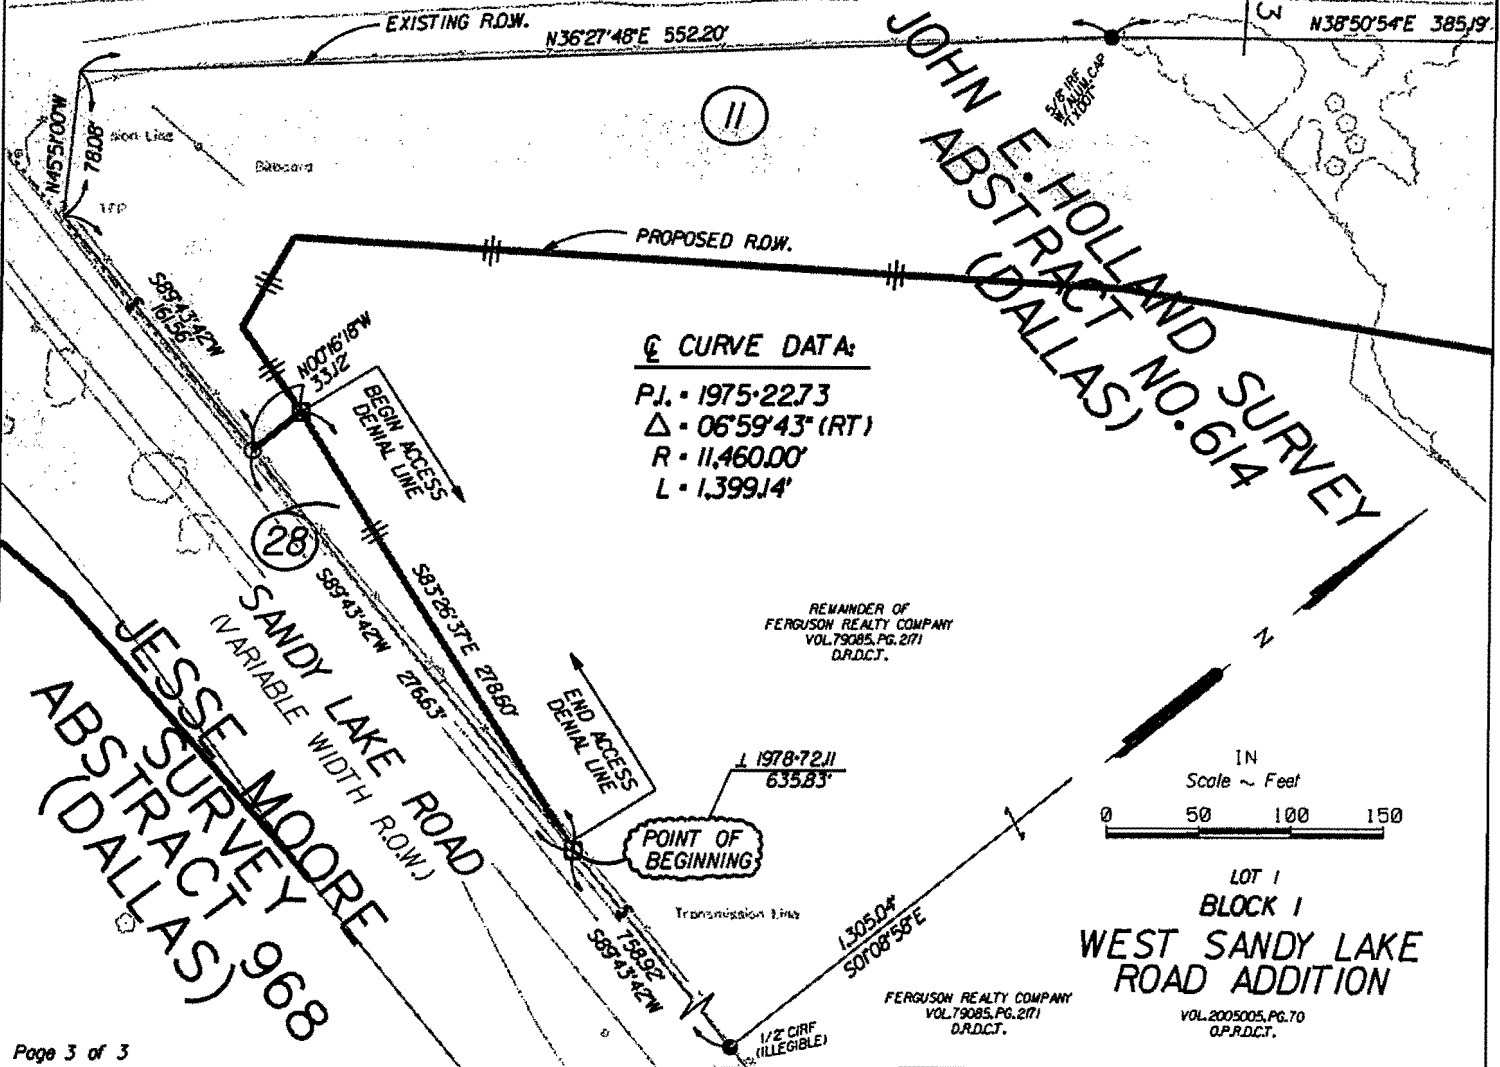 EXISTING R.O.W.
N36°27'48"E 552.20'
3
N38°50'54"E 385.19'
N45°51'00"W
78.08'
Billboard
11
5/8" IRF
W/ALUM.CAP
"TXDOT"
JOHN E. HOLLAND SURVEY
ABSTRACT NO. 614
(DALLAS)
PROPOSED R.O.W.
S89°43'42"W
161.56'
N00°16'18"W
33.12'
BEGIN ACCESS
DENIAL LINE
℄ CURVE DATA:
P.I. = 1975+22.73
Δ = 06°59'43" (RT)
R = 11,460.00'
L = 1,399.14'
28
S89°43'42"W 276.63'
S83°26'37"E 278.60'
SANDY LAKE ROAD
(VARIABLE WIDTH R.O.W.)
REMAINDER OF
FERGUSON REALTY COMPANY
VOL.79085, PG. 2171
D.R.D.C.T.
N
JESSE MOORE
SURVEY
ABSTRACT 968
(DALLAS)
END ACCESS
DENIAL LINE
⊥ 1978+72.11
635.83'
POINT OF
BEGINNING
Transmission Line
IN
Scale ~ Feet
0 50 100 150
LOT 1
BLOCK 1
WEST SANDY LAKE
ROAD ADDITION
VOL.2005005, PG.70
O.P.R.D.C.T.
1,305.04'
S01°08'58"E
758.92'
S89°43'42"W
FERGUSON REALTY COMPANY
VOL.79085, PG. 2171
D.R.D.C.T.
1/2" CIRF
(ILLEGIBLE)
Page 3 of 3